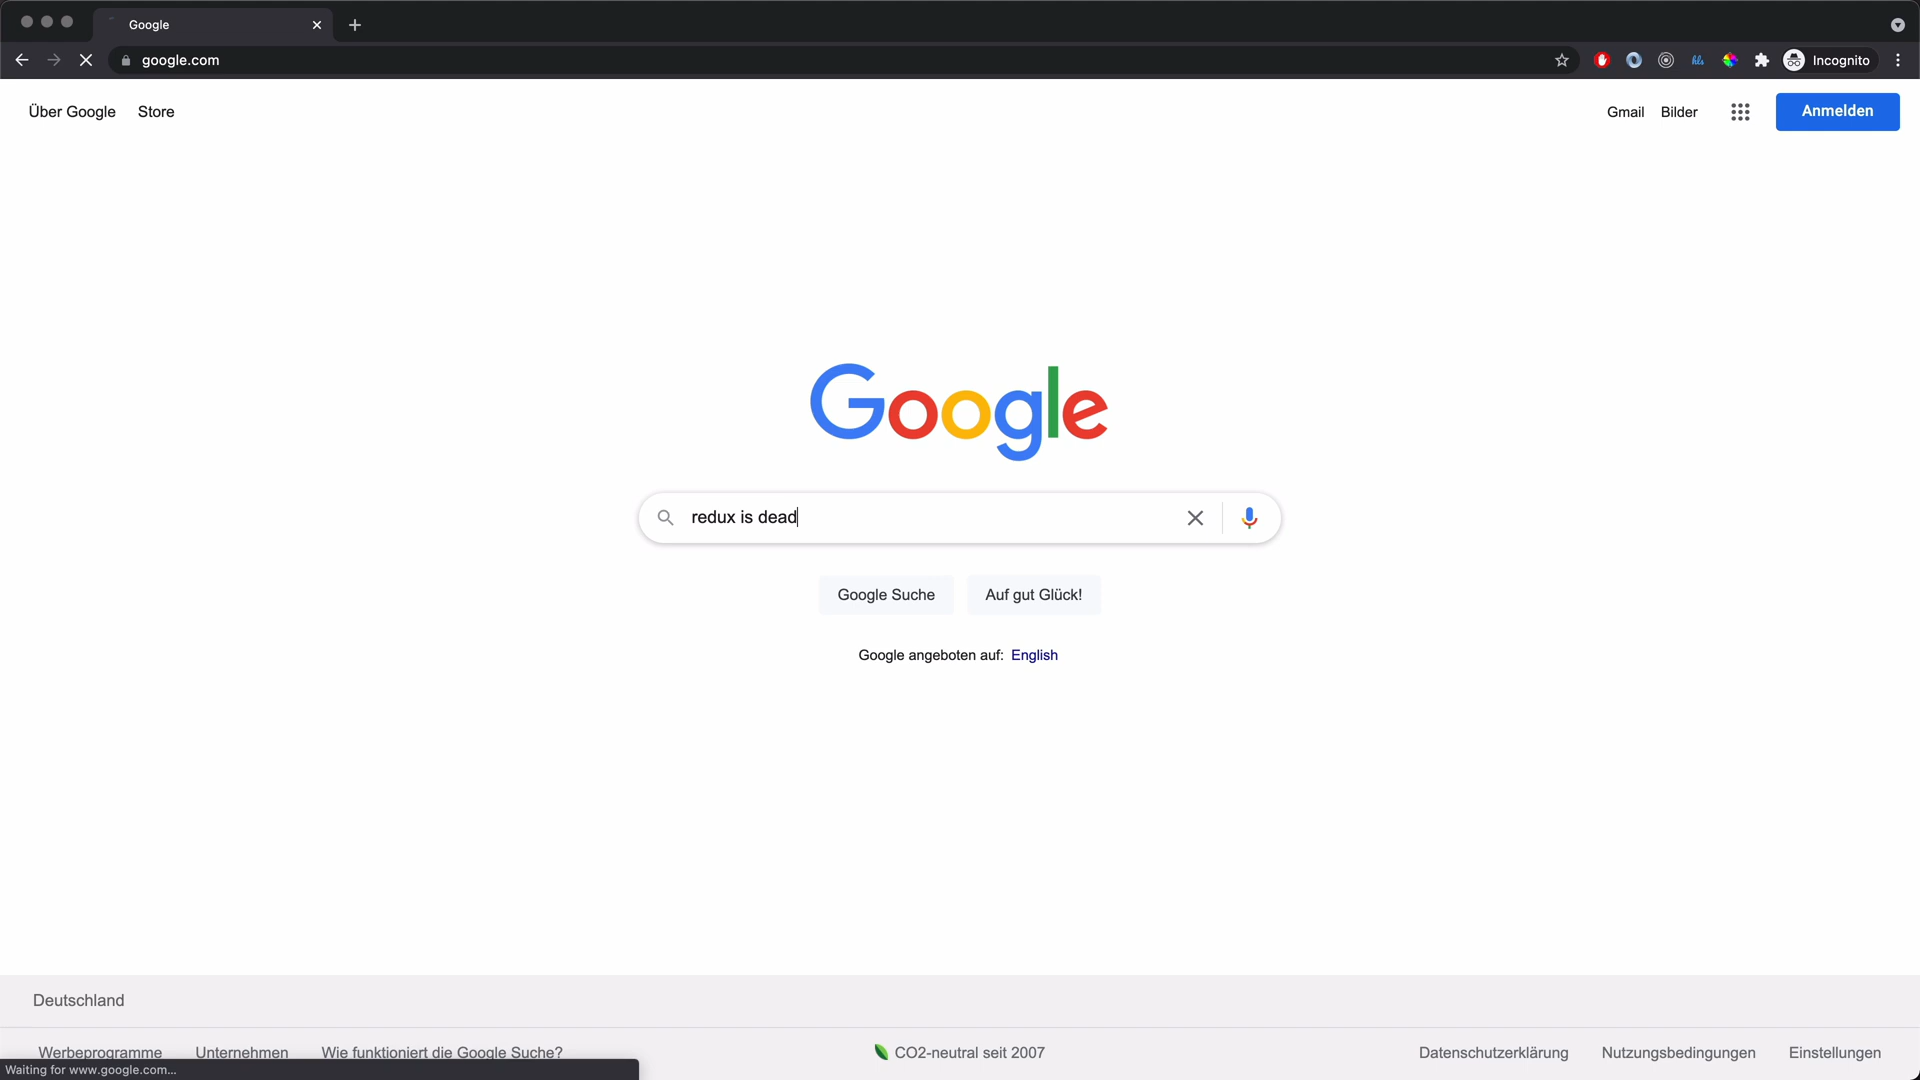 Google
google.com
Incognito
Über Google Store
Gmail Bilder Anmelden
Google
redux is dead
Google Suche Auf gut Glück!
Google angeboten auf: English
Deutschland
Werbeprogramme Unternehmen Wie funktioniert die Google Suche? CO2-neutral seit 2007 Datenschutzerklärung Nutzungsbedingungen Einstellungen
Waiting for www.google.com...